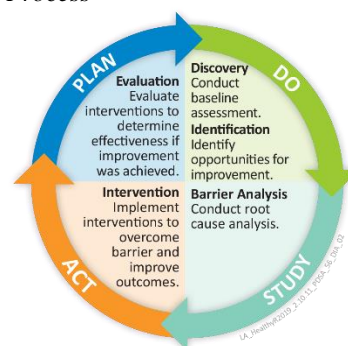 Process
PLAN
Evaluation
Evaluate
interventions to
determine
effectiveness if
improvement
was achieved.
DO
Discovery
Conduct
baseline
assessment.
Identification
Identify
opportunities for
improvement.
Intervention
Implement
interventions to
overcome
barrier and
improve
outcomes.
ACT
Barrier Analysis
Conduct root
cause analysis.
STUDY